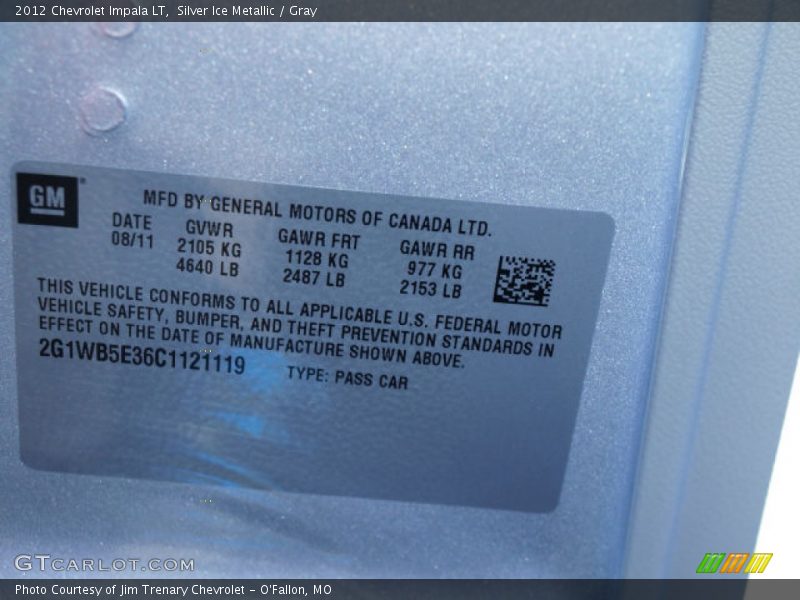 2012 Chevrolet Impala LT, Silver Ice Metallic / Gray
GM
MFD BY GENERAL MOTORS OF CANADA LTD.
DATE GVWR GAWR FRT GAWR RR
08/11 2105 KG 1128 KG 977 KG
4640 LB 2487 LB 2153 LB
THIS VEHICLE CONFORMS TO ALL APPLICABLE U.S. FEDERAL MOTOR
VEHICLE SAFETY, BUMPER, AND THEFT PREVENTION STANDARDS IN
EFFECT ON THE DATE OF MANUFACTURE SHOWN ABOVE.
2G1WB5E36C1121119 TYPE: PASS CAR
GTCARLOT.COM
Photo Courtesy of Jim Trenary Chevrolet - O'Fallon, MO